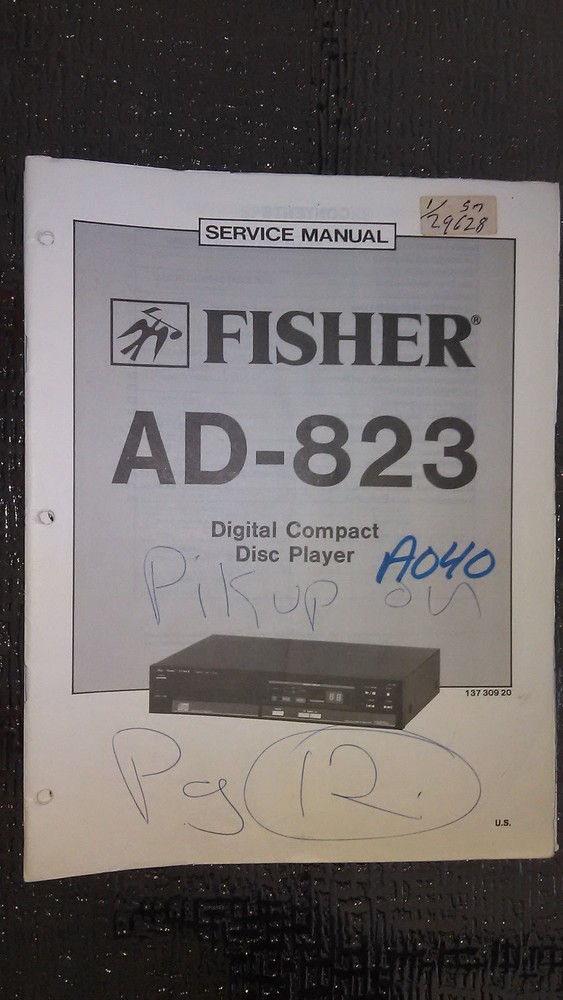 1/ 57
29628
SERVICE MANUAL
FISHER®
AD-823
Digital Compact
Disc Player
A040
Pikup on
137 309 20
Pg 12.
U.S.